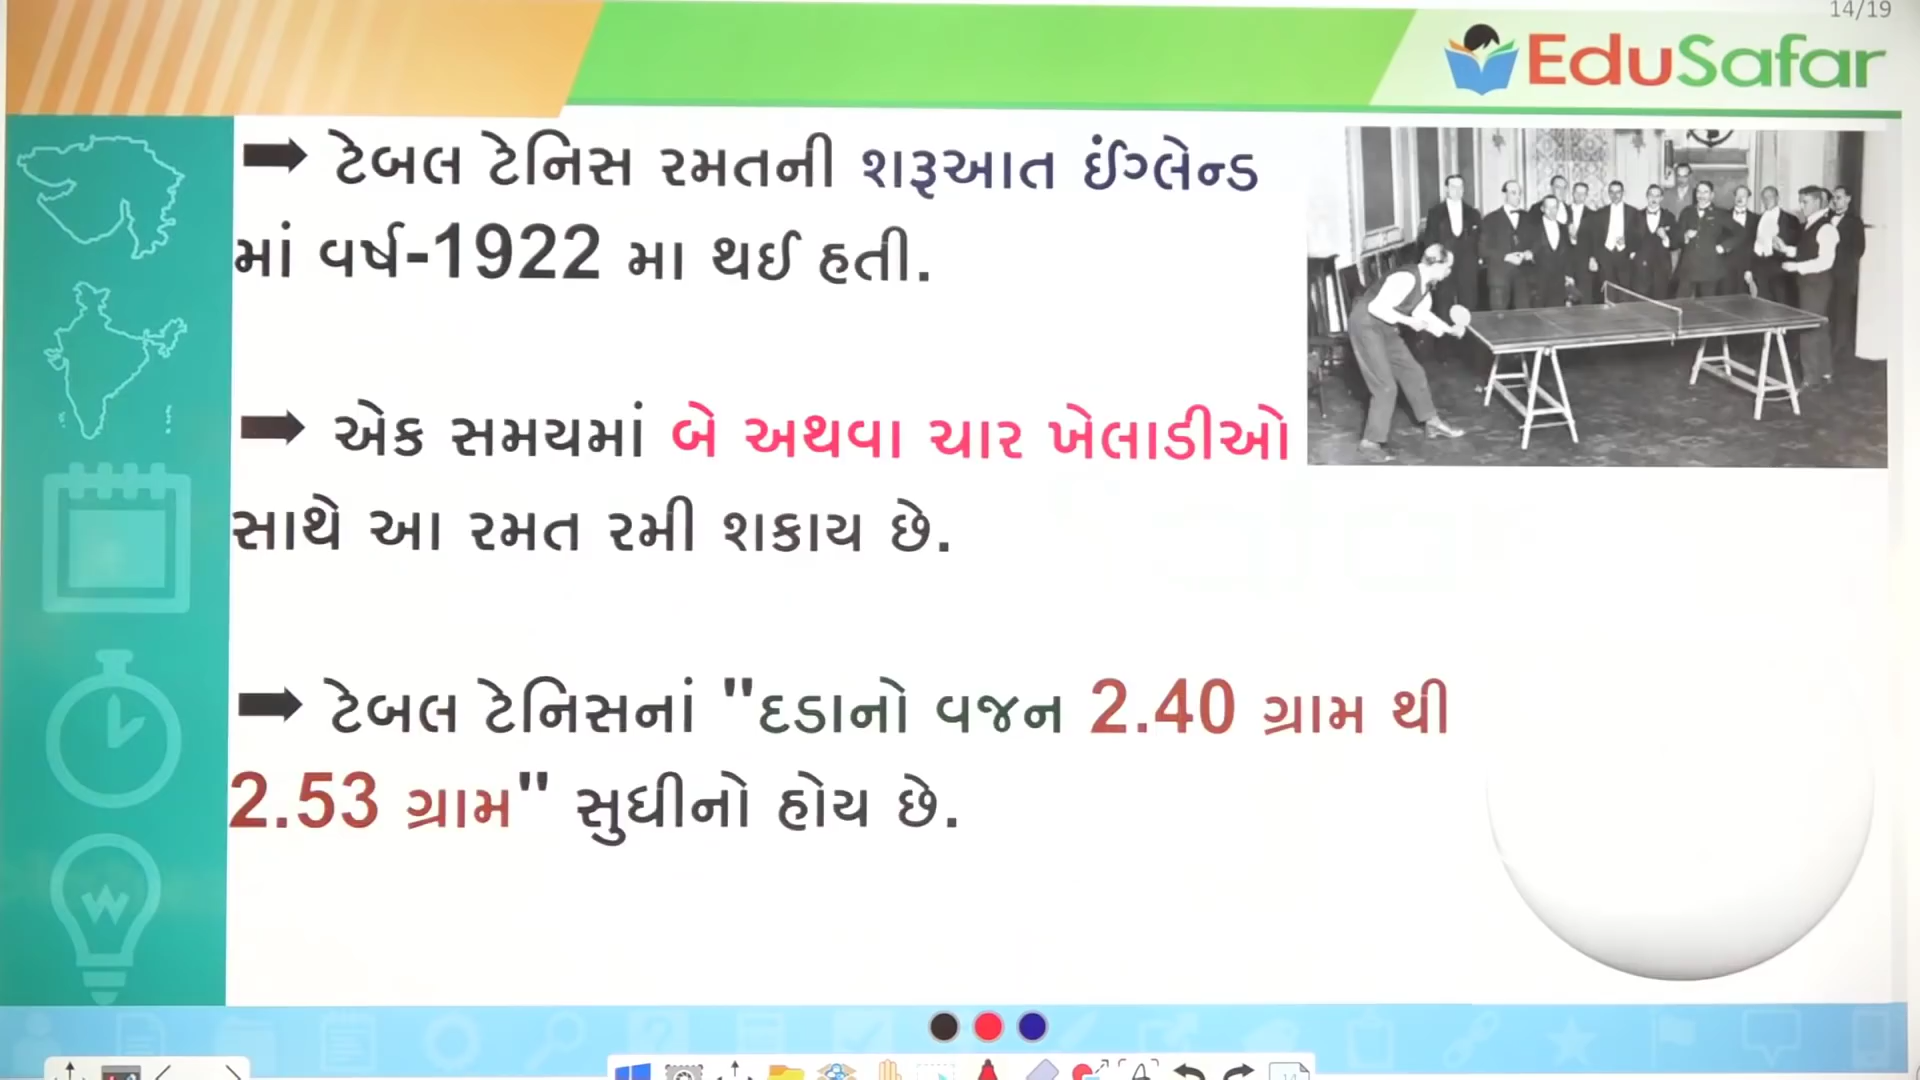 14/19
EduSafar
➡ ટેબલ ટેનિસ રમતની શરૂઆત ઈંગ્લેન્ડ
માં વર્ષ-1922 મા થઈ હતી.
➡ એક સમયમાં બે અથવા ચાર ખેલાડીઓ
સાથે આ રમત રમી શકાય છે.
➡ ટેબલ ટેનિસનાં "દડાનો વજન 2.40 ગ્રામ થી
2.53 ગ્રામ" સુધીનો હોય છે.
14